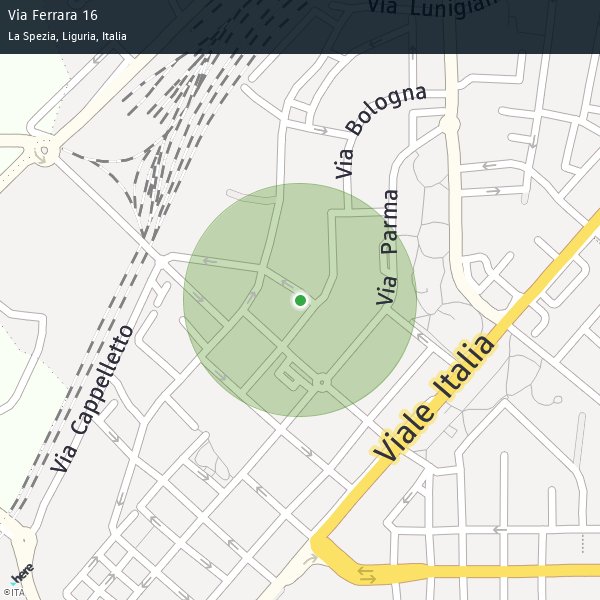 Via Ferrara 16
La Spezia, Liguria, Italia
Via Lunigian
Via Bologna
Via Parma
Viale Italia
Via Cappelletto
here
©ITA